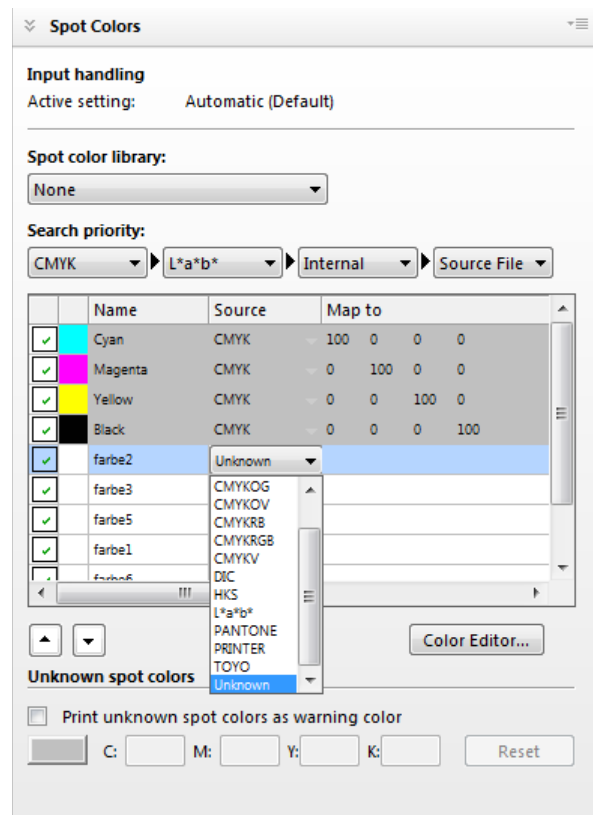 Spot Colors
Input handling
Active setting: Automatic (Default)
Spot color library:
None
Search priority:
CMYK L*a*b* Internal Source File
Name Source Map to
Cyan CMYK 100 0 0 0
Magenta CMYK 0 100 0 0
Yellow CMYK 0 0 100 0
Black CMYK 0 0 0 100
farbe2 Unknown
farbe3 CMYKOG
CMYKOV
farbe5 CMYKRB
CMYKRGB
farbe1 CMYKV
DIC
farbe6 HKS
L*a*b*
PANTONE
PRINTER
TOYO
Unknown
Color Editor...
Unknown spot colors
Print unknown spot colors as warning color
C: M: Y: K: Reset